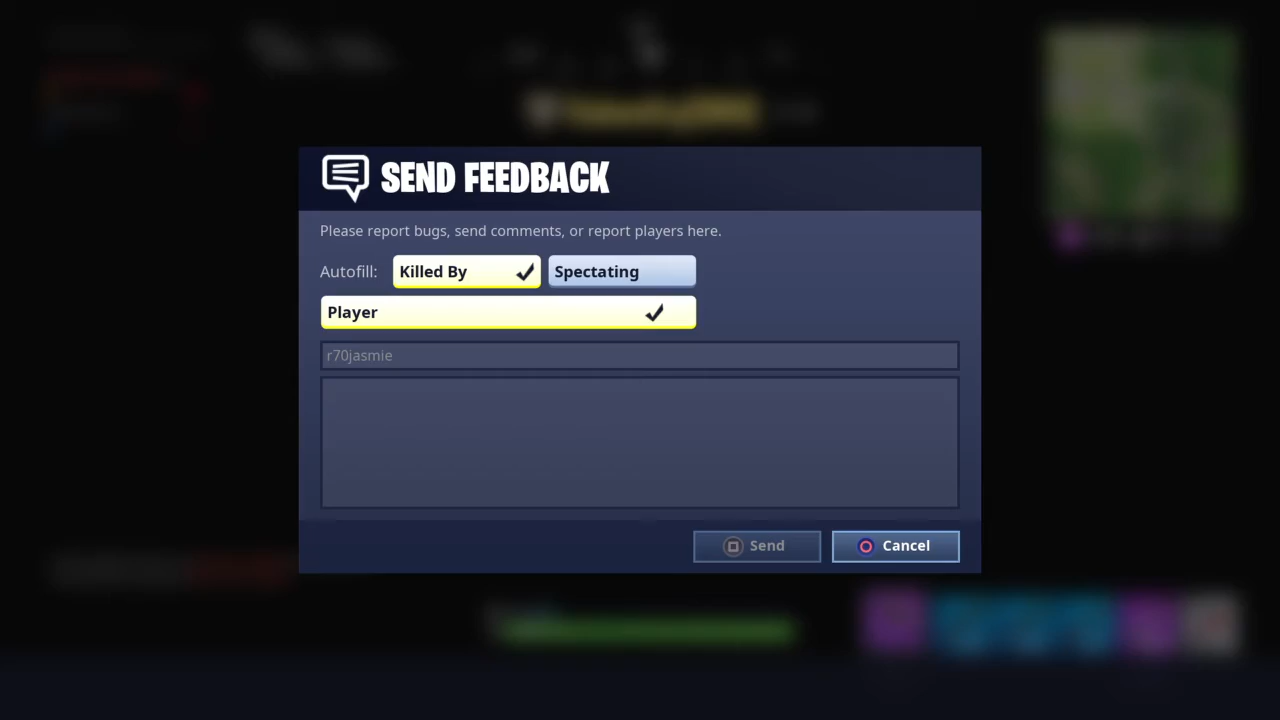 SEND FEEDBACK
Please report bugs, send comments, or report players here.
Autofill: Killed By Spectating
Player
r70jasmie
Send Cancel